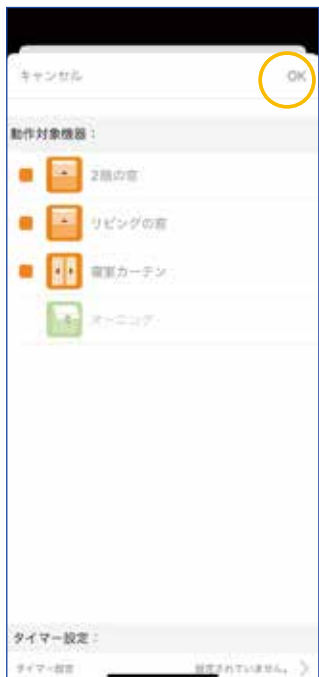 キャンセル OK
動作対象機器：
2階の窓
リビングの窓
寝室カーテン
オーニング
タイマー設定：
タイマー設定 設定されていません。